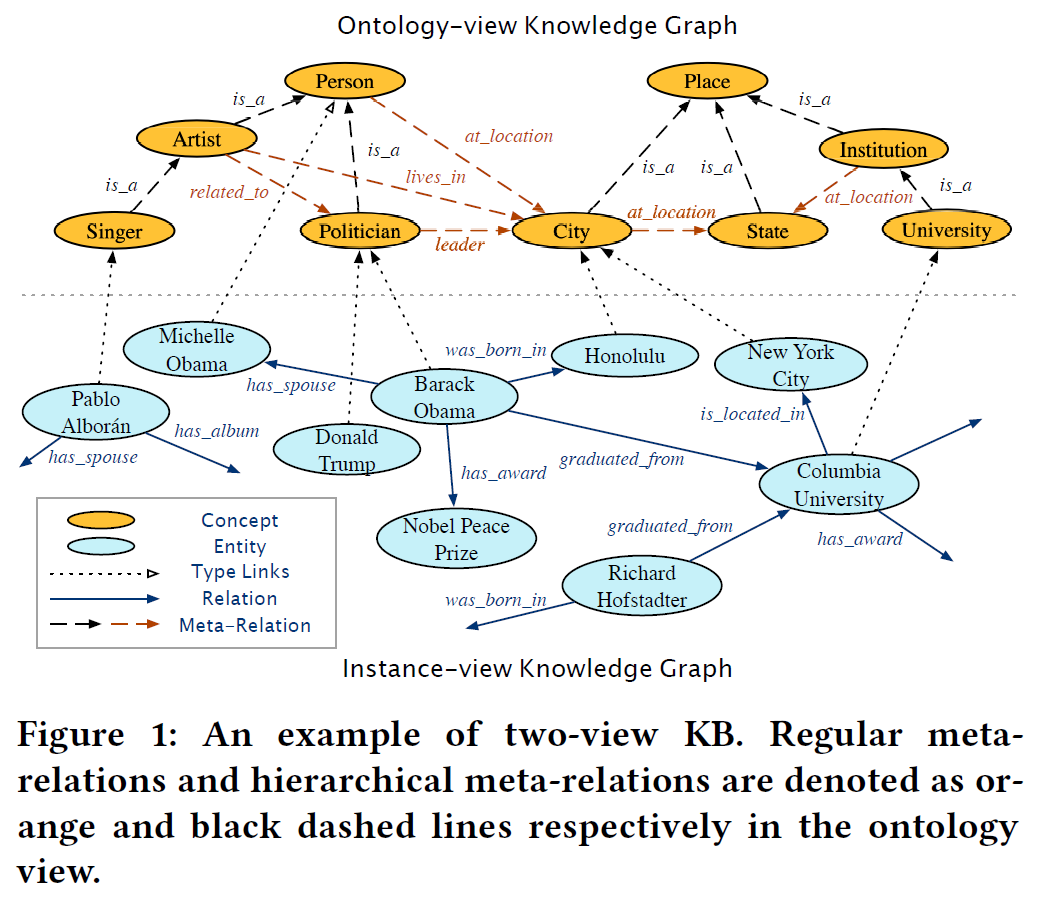 Ontology-view Knowledge Graph
Person
Place
is_a
is_a
Artist
at_location
Institution
is_a
is_a
is_a
is_a
lives_in
related_to
at_location
is_a
at_location
Singer
Politician
City
State
University
leader
Michelle
Obama
was_born_in
Honolulu
New York
City
has_spouse
Barack
Obama
Pablo
Alborán
is_located_in
has_album
Donald
Trump
has_spouse
graduated_from
has_award
Columbia
University
Nobel Peace
Prize
graduated_from
has_award
Richard
Hofstadter
was_born_in
Concept
Entity
Type Links
Relation
Meta-Relation
Instance-view Knowledge Graph
Figure 1: An example of two-view KB. Regular meta-
relations and hierarchical meta-relations are denoted as or-
ange and black dashed lines respectively in the ontology
view.